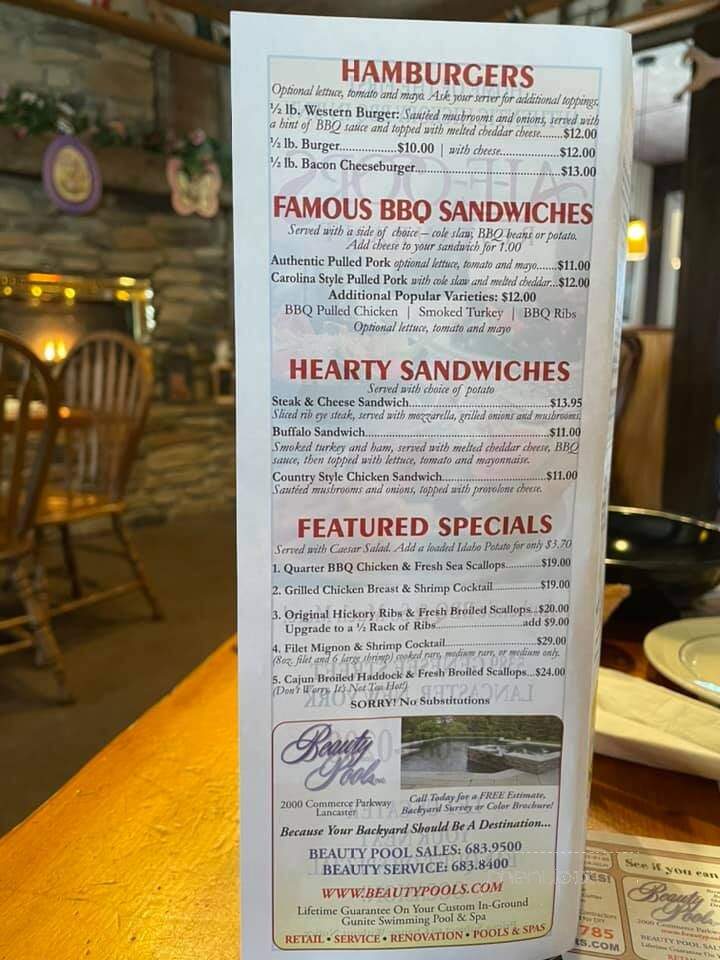 HAMBURGERS
Optional lettuce, tomato and mayo. Ask your server for additional toppings.
½ lb. Western Burger: Sautéed mushrooms and onions, served with
a hint of BBQ sauce and topped with melted cheddar cheese.......$12.00
½ lb. Burger...................$10.00 | with cheese...............$12.00
½ lb. Bacon Cheeseburger.............................................$13.00
FAMOUS BBQ SANDWICHES
Served with a side of choice – cole slaw, BBQ beans or potato.
Add cheese to your sandwich for 1.00
Authentic Pulled Pork optional lettuce, tomato and mayo.......$11.00
Carolina Style Pulled Pork with cole slaw and melted cheddar...$12.00
Additional Popular Varieties: $12.00
BBQ Pulled Chicken | Smoked Turkey | BBQ Ribs
Optional lettuce, tomato and mayo
HEARTY SANDWICHES
Served with choice of potato
Steak & Cheese Sandwich.......................................$13.95
Sliced rib eye steak, served with mozzarella, grilled onions and mushrooms.
Buffalo Sandwich....................................................$11.00
Smoked turkey and ham, served with melted cheddar cheese, BBQ
sauce, then topped with lettuce, tomato and mayonnaise.
Country Style Chicken Sandwich.............................$11.00
Sautéed mushrooms and onions, topped with provolone cheese.
FEATURED SPECIALS
Served with Caesar Salad. Add a loaded Idaho Potato for only $3.70
1. Quarter BBQ Chicken & Fresh Sea Scallops............$19.00
2. Grilled Chicken Breast & Shrimp Cocktail................$19.00
3. Original Hickory Ribs & Fresh Broiled Scallops...$20.00
Upgrade to a ½ Rack of Ribs......................add $9.00
4. Filet Mignon & Shrimp Cocktail.......................$29.00
(8oz. filet and 6 large shrimp) cooked rare, medium rare, or medium only.
5. Cajun Broiled Haddock & Fresh Broiled Scallops...$24.00
(Don't Worry, It's Not Too Hot!)
SORRY! No Substitutions
Beauty
Pools INC.
2000 Commerce Parkway
Lancaster
Call Today for a FREE Estimate,
Backyard Survey or Color Brochure!
Because Your Backyard Should Be A Destination...
BEAUTY POOL SALES: 683.9500
BEAUTY SERVICE: 683.8400
WWW.BEAUTYPOOLS.COM
Lifetime Guarantee On Your Custom In-Ground
Gunite Swimming Pool & Spa
RETAIL • SERVICE • RENOVATION • POOLS & SPAS
See if you can
Beauty
Pools
2000 Commerce
BEAUTY POOL SAL
785
S.COM